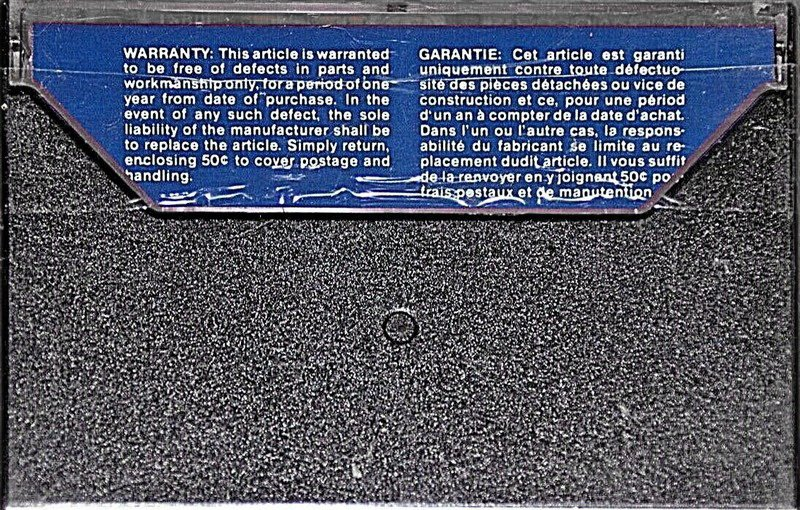 WARRANTY: This article is warranted
to be free of defects in parts and
workmanship only, for a period of one
year from date of purchase. In the
event of any such defect, the sole
liability of the manufacturer shall be
to replace the article. Simply return,
enclosing 50¢ to cover postage and
handling.
GARANTIE: Cet article est garanti
uniquement contre toute défectuo-
sité des pièces détachées ou vice de
construction et ce, pour une période
d'un an à compter de la date d'achat.
Dans l'un ou l'autre cas, la respons-
abilité du fabricant se limite au re-
placement dudit article. Il vous suffit
de la renvoyer en y joignant 50¢ po
frais postaux et de manutention